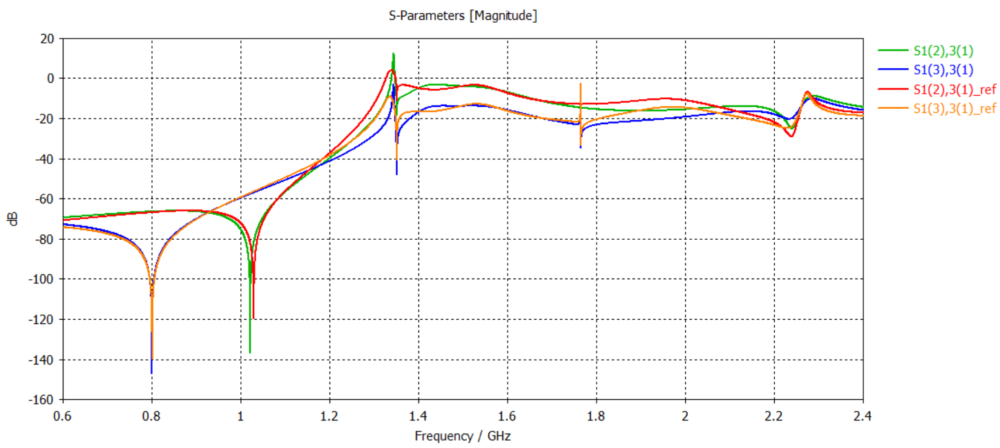 S-Parameters [Magnitude]
20
0
-20
-40
-60
-80
-100
-120
-140
-160
dB
0.6 0.8 1 1.2 1.4 1.6 1.8 2 2.2 2.4
Frequency / GHz
S1(2),3(1)
S1(3),3(1)
S1(2),3(1)_ref
S1(3),3(1)_ref